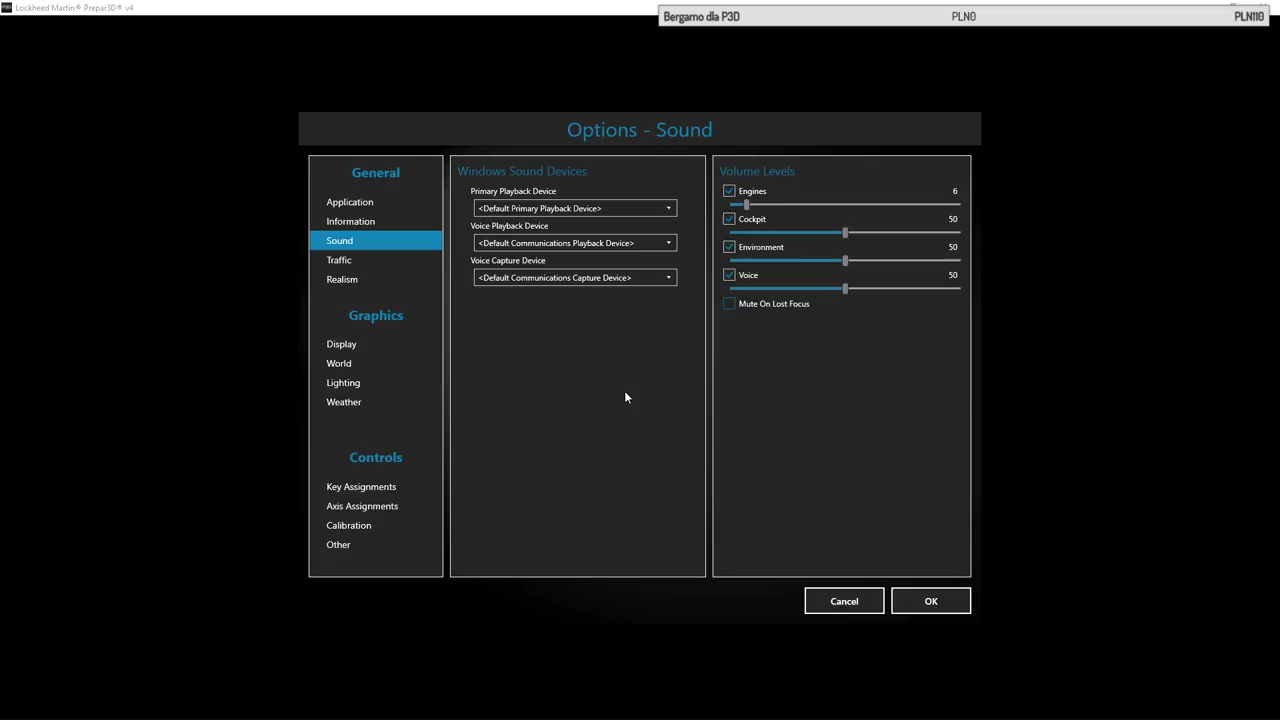 Lockheed Martin® Prepar3D® v4
Bergamo dla P3D PLN0 PLN110
Options - Sound
General
Application
Information
Sound
Traffic
Realism
Graphics
Display
World
Lighting
Weather
Controls
Key Assignments
Axis Assignments
Calibration
Other
Windows Sound Devices
Primary Playback Device
<Default Primary Playback Device>
Voice Playback Device
<Default Communications Playback Device>
Voice Capture Device
<Default Communications Capture Device>
Volume Levels
Engines 6
Cockpit 50
Environment 50
Voice 50
Mute On Lost Focus
Cancel OK